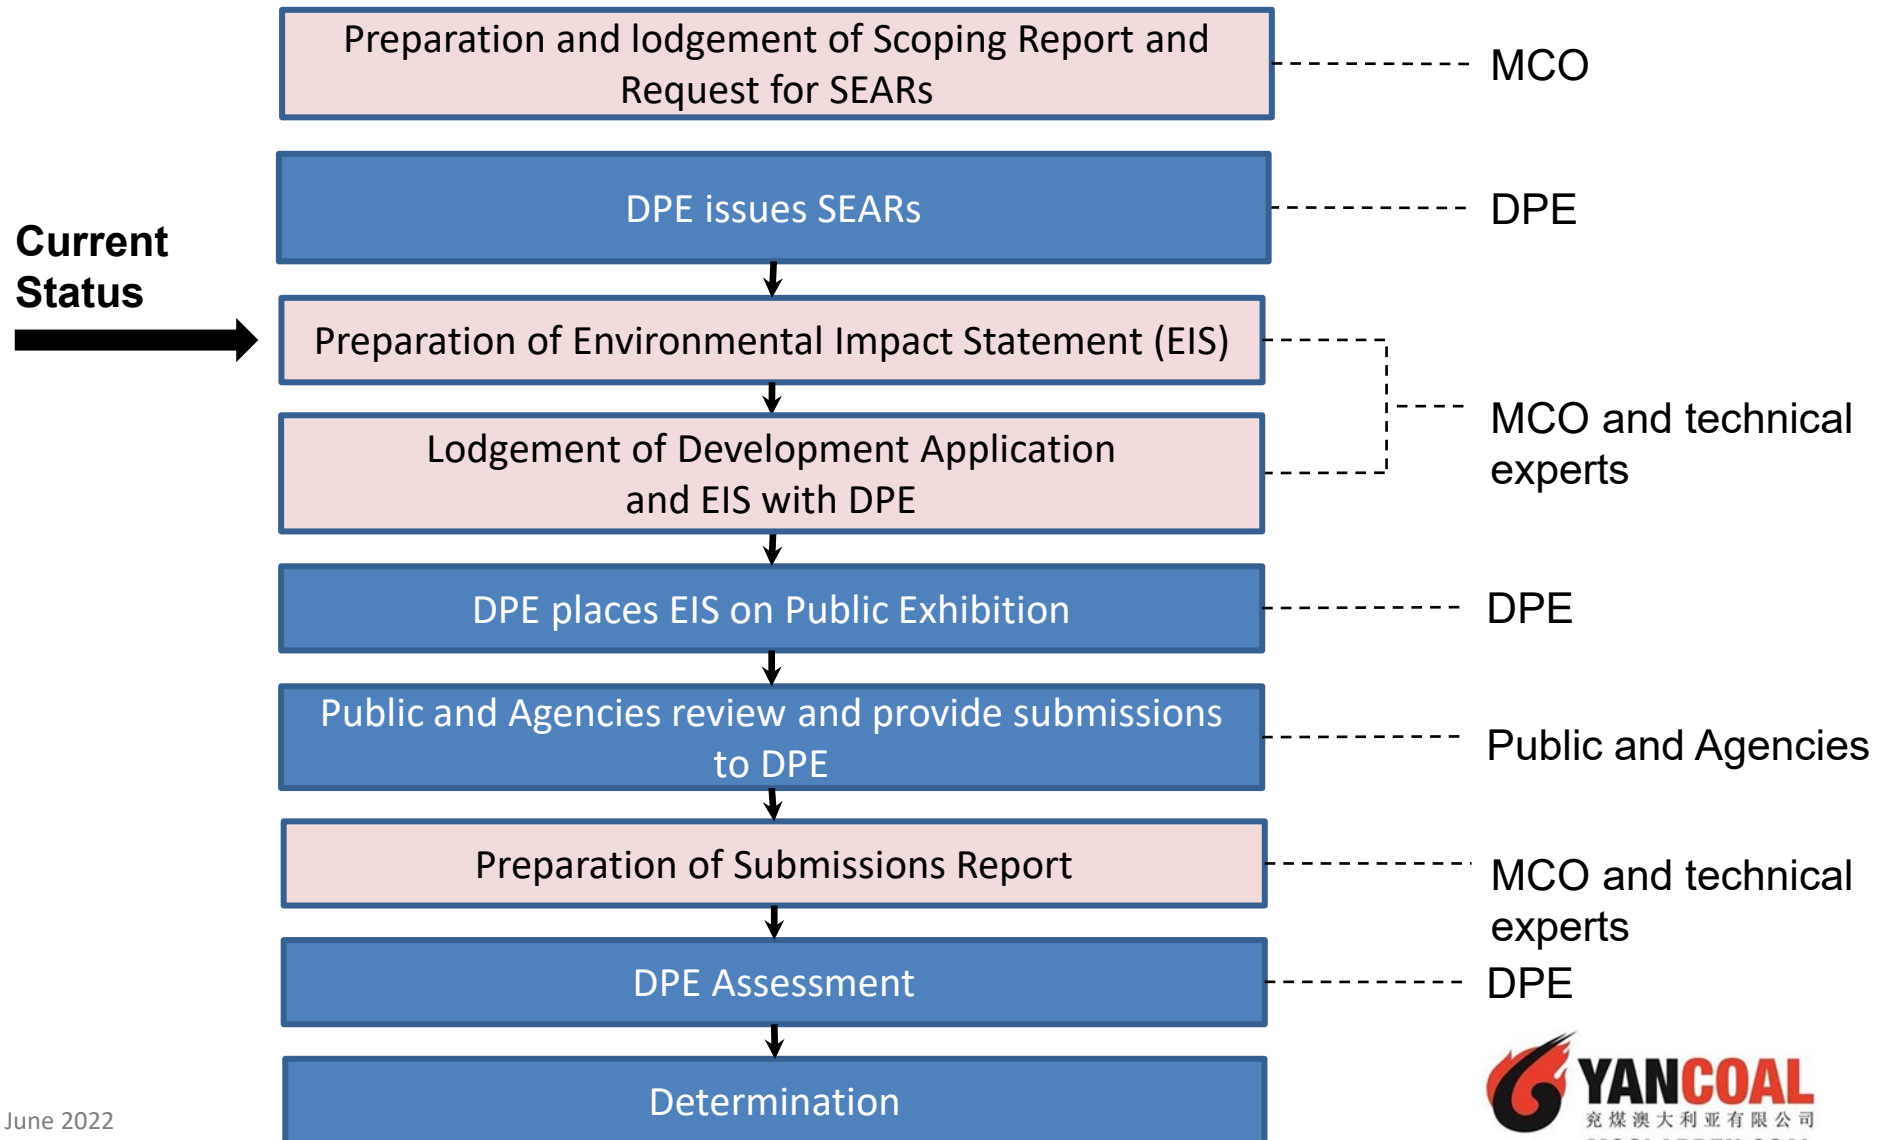 Preparation and lodgement of Scoping Report and
Request for SEARs
MCO
DPE issues SEARs
DPE
Current
Status
Preparation of Environmental Impact Statement (EIS)
Lodgement of Development Application
and EIS with DPE
MCO and technical
experts
DPE places EIS on Public Exhibition
DPE
Public and Agencies review and provide submissions
to DPE
Public and Agencies
Preparation of Submissions Report
MCO and technical
experts
DPE Assessment
DPE
Determination
YANCOAL
兖煤澳大利亚有限公司
June 2022